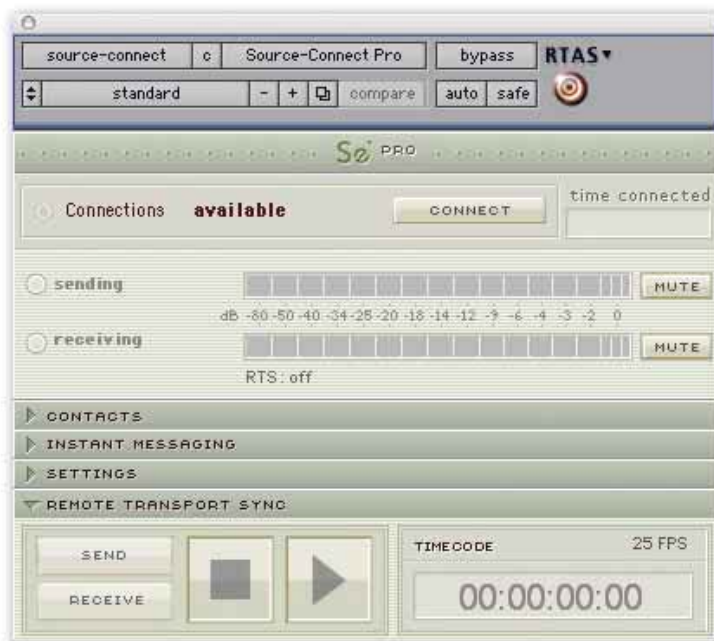 source-connect c Source-Connect Pro bypass RTAS
standard - + compare auto safe
Se PRO
Connections available CONNECT time connected
sending MUTE
dB -80 -50 -40 -34 -25 -20 -18 -14 -12 -9 -6 -4 -3 -2 0
receiving MUTE
RTS: off
CONTACTS
INSTANT MESSAGING
SETTINGS
REMOTE TRANSPORT SYNC
SEND TIMECODE 25 FPS
RECEIVE 00:00:00:00